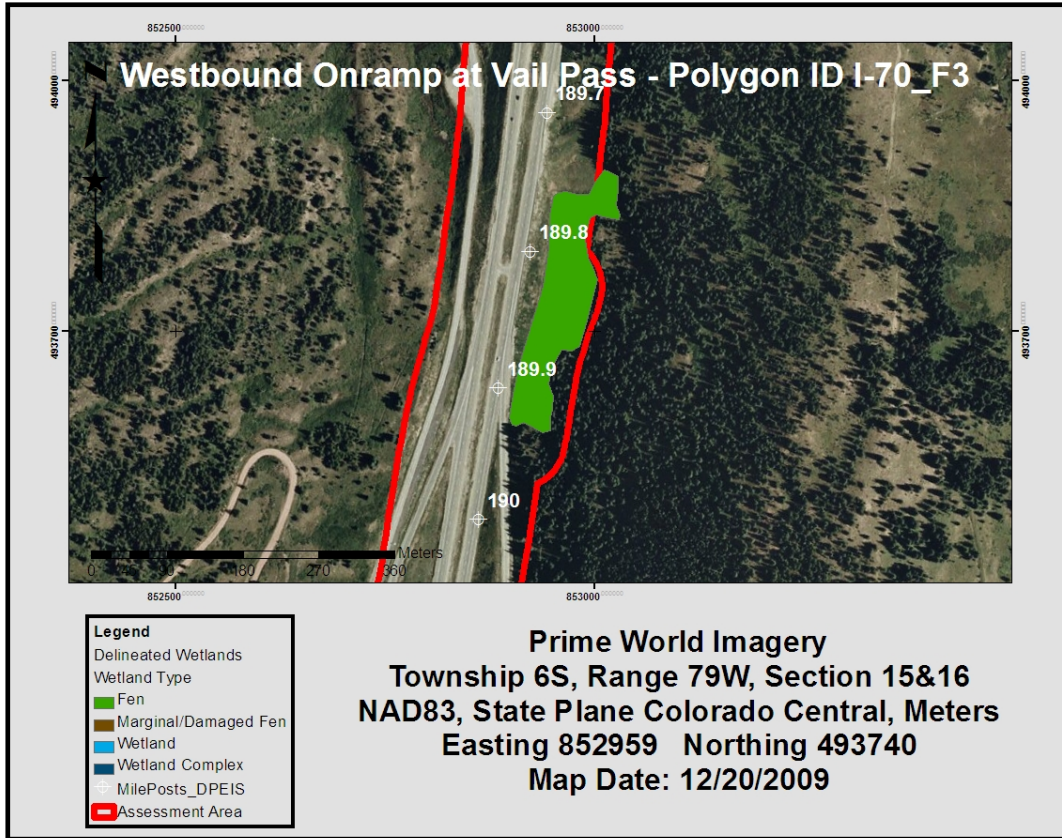 852500 853000
Westbound Onramp at Vail Pass - Polygon ID I-70_F3
494000 494000
189.7
189.8
493700 493700
189.9
190
Meters
0 45 90 180 270 360
852500 853000
Legend
Delineated Wetlands
Wetland Type
Fen
Marginal/Damaged Fen
Wetland
Wetland Complex
MilePosts_DPEIS
Assessment Area
Prime World Imagery
Township 6S, Range 79W, Section 15&16
NAD83, State Plane Colorado Central, Meters
Easting 852959 Northing 493740
Map Date: 12/20/2009